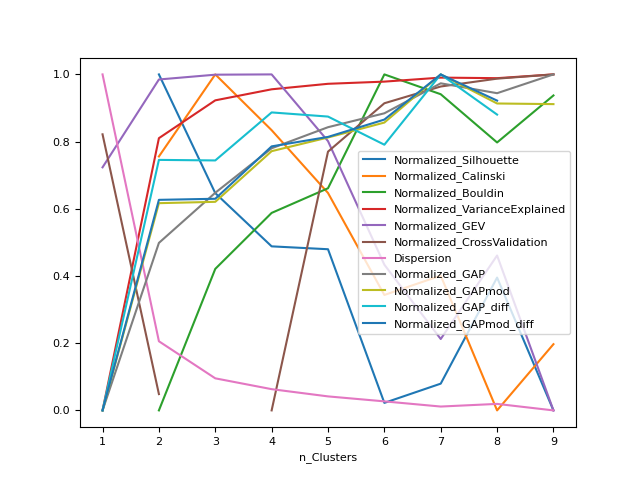 1.0
0.8
0.6
0.4
0.2
0.0
Normalized_Silhouette
Normalized_Calinski
Normalized_Bouldin
Normalized_VarianceExplained
Normalized_GEV
Normalized_CrossValidation
Dispersion
Normalized_GAP
Normalized_GAPmod
Normalized_GAP_diff
Normalized_GAPmod_diff
1 2 3 4 5 6 7 8 9
n_Clusters